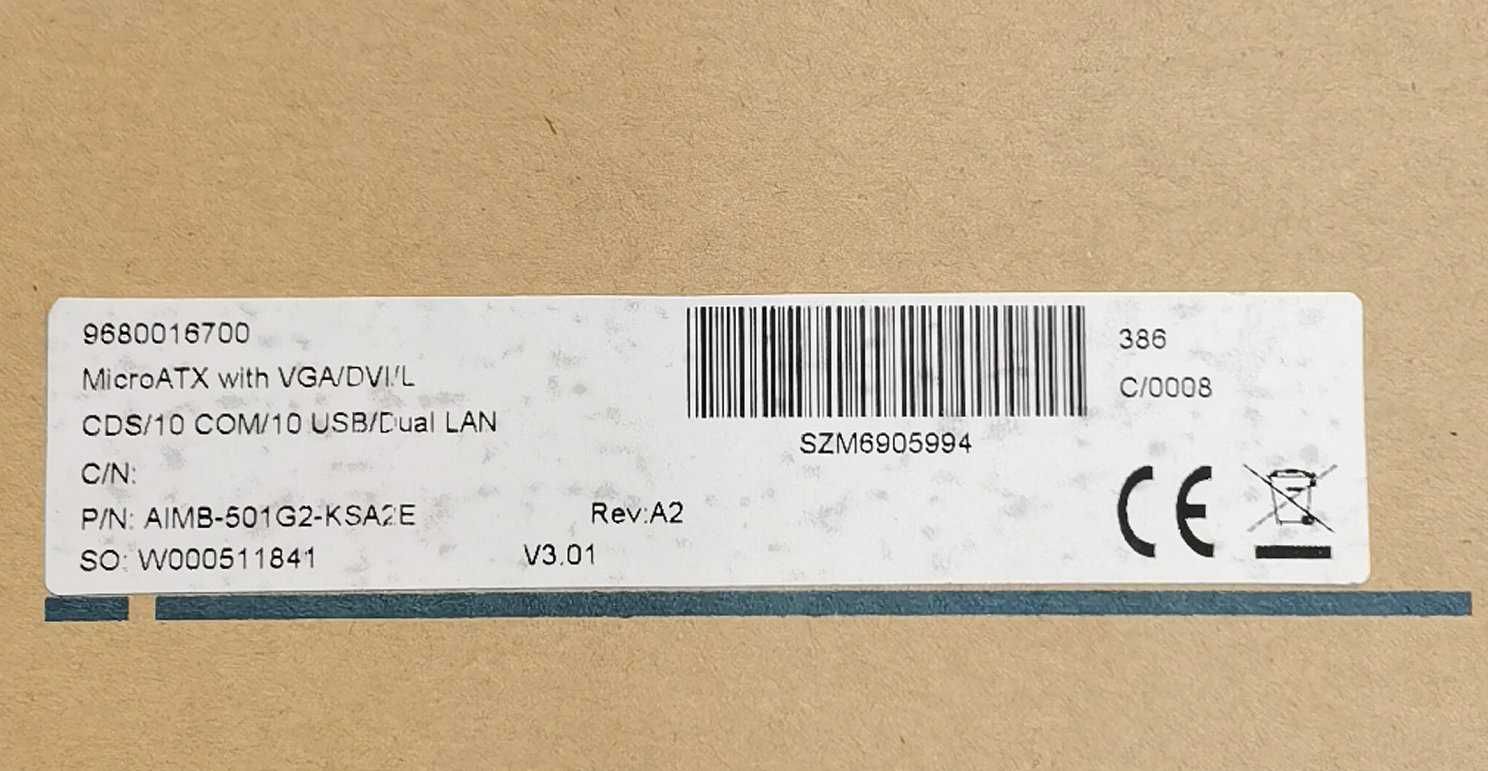 9680016700
MicroATX with VGA/DVI/L
CDS/10 COM/10 USB/Dual LAN
C/N:
P/N: AIMB-501G2-KSA2E Rev:A2
SO: W000511841 V3.01
SZM6905994
386
C/0008
CE